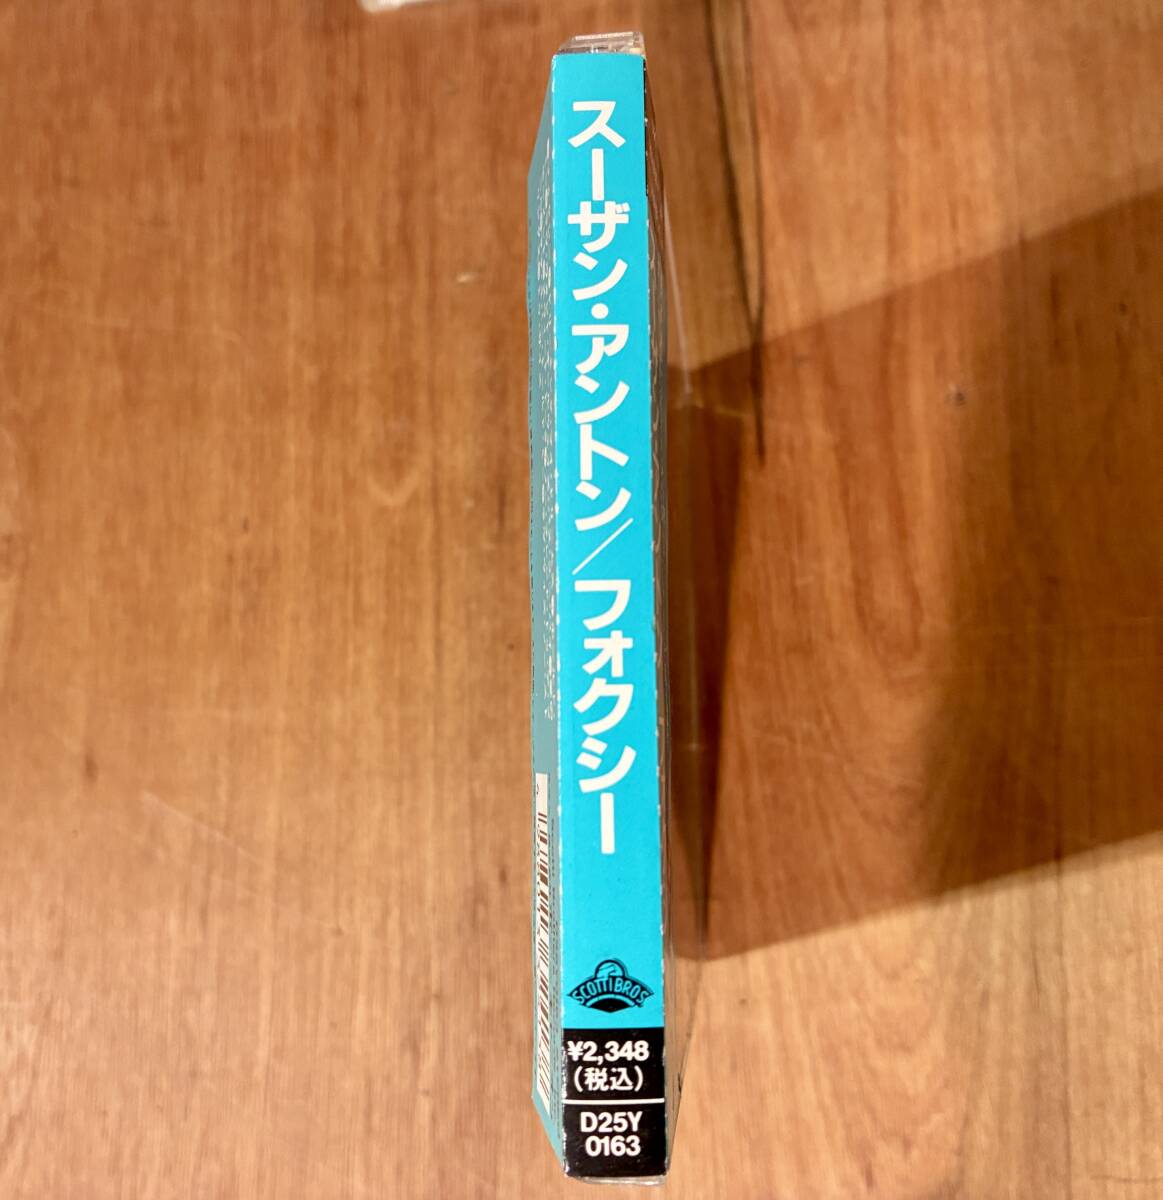 スーザン・アントン/フォクシー
SCOTTI BROS.
¥2,348
(税込)
D25Y
0163